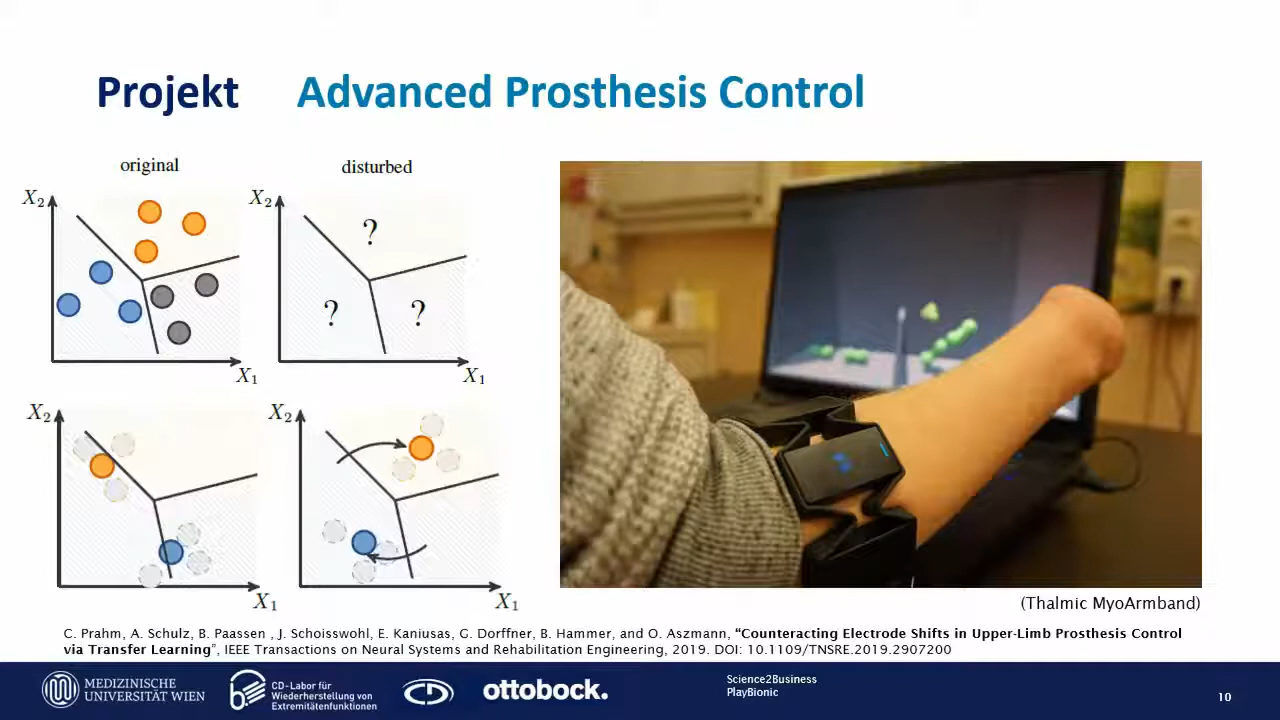 Projekt Advanced Prosthesis Control
original
disturbed
X2
X1
X2
?
?
?
X1
X2
X1
X2
X1
(Thalmic MyoArmband)
C. Prahm, A. Schulz, B. Paassen , J. Schoisswohl, E. Kaniusas, G. Dorffner, B. Hammer, and O. Aszmann, “Counteracting Electrode Shifts in Upper-Limb Prosthesis Control
via Transfer Learning”, IEEE Transactions on Neural Systems and Rehabilitation Engineering, 2019. DOI: 10.1109/TNSRE.2019.2907200
MEDIZINISCHE
UNIVERSITÄT WIEN
CD-Labor für
Wiederherstellung von
Extremitätenfunktionen
CD
ottobock.
Science2Business
PlayBionic
10